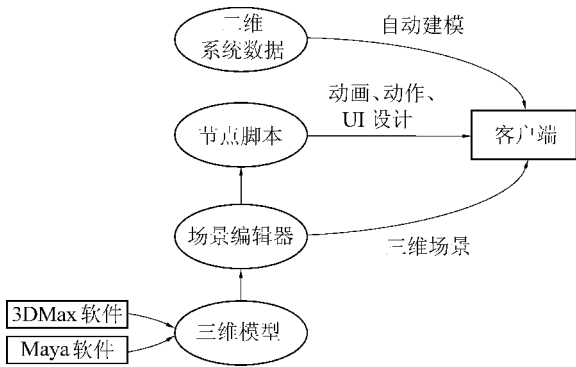 二维
系统数据
自动建模
动画、动作、
UI 设计
节点脚本
客户端
场景编辑器
三维场景
3DMax 软件
三维模型
Maya 软件